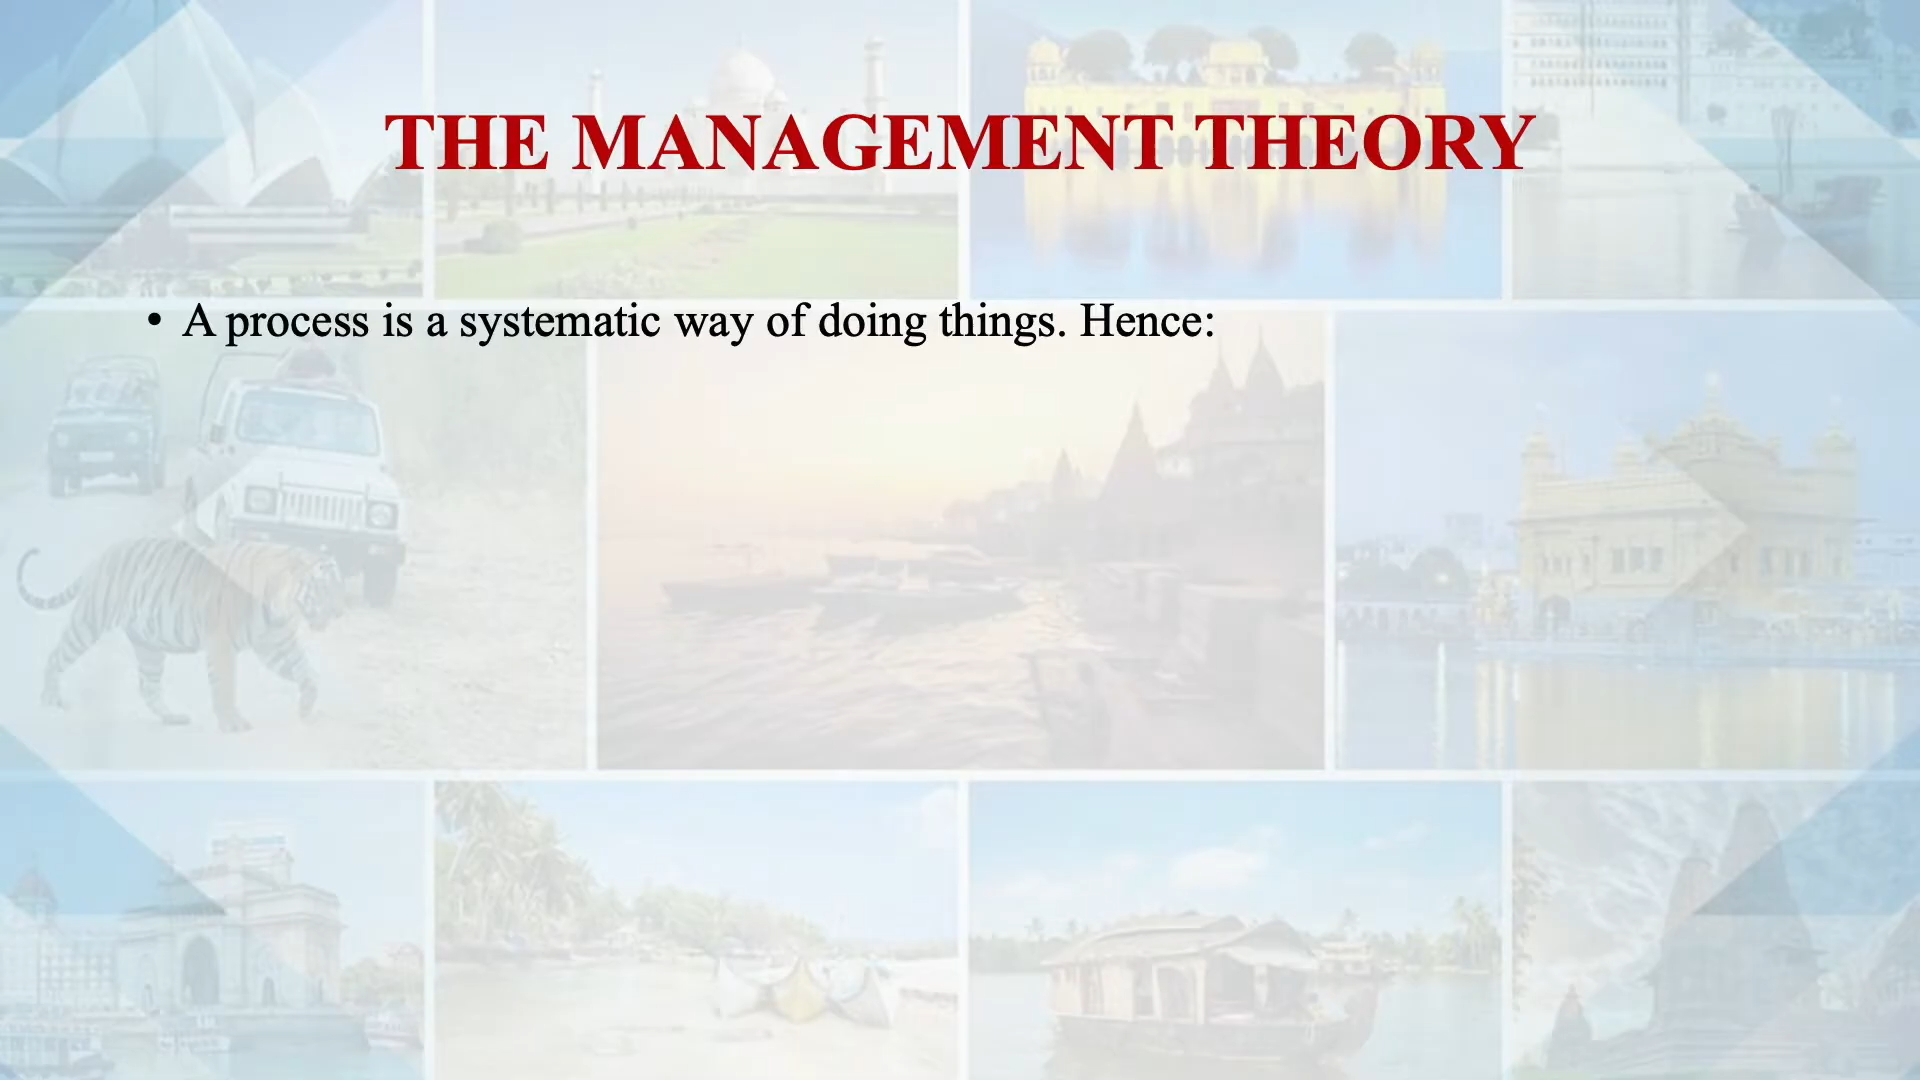 THE MANAGEMENT THEORY
• A process is a systematic way of doing things. Hence: